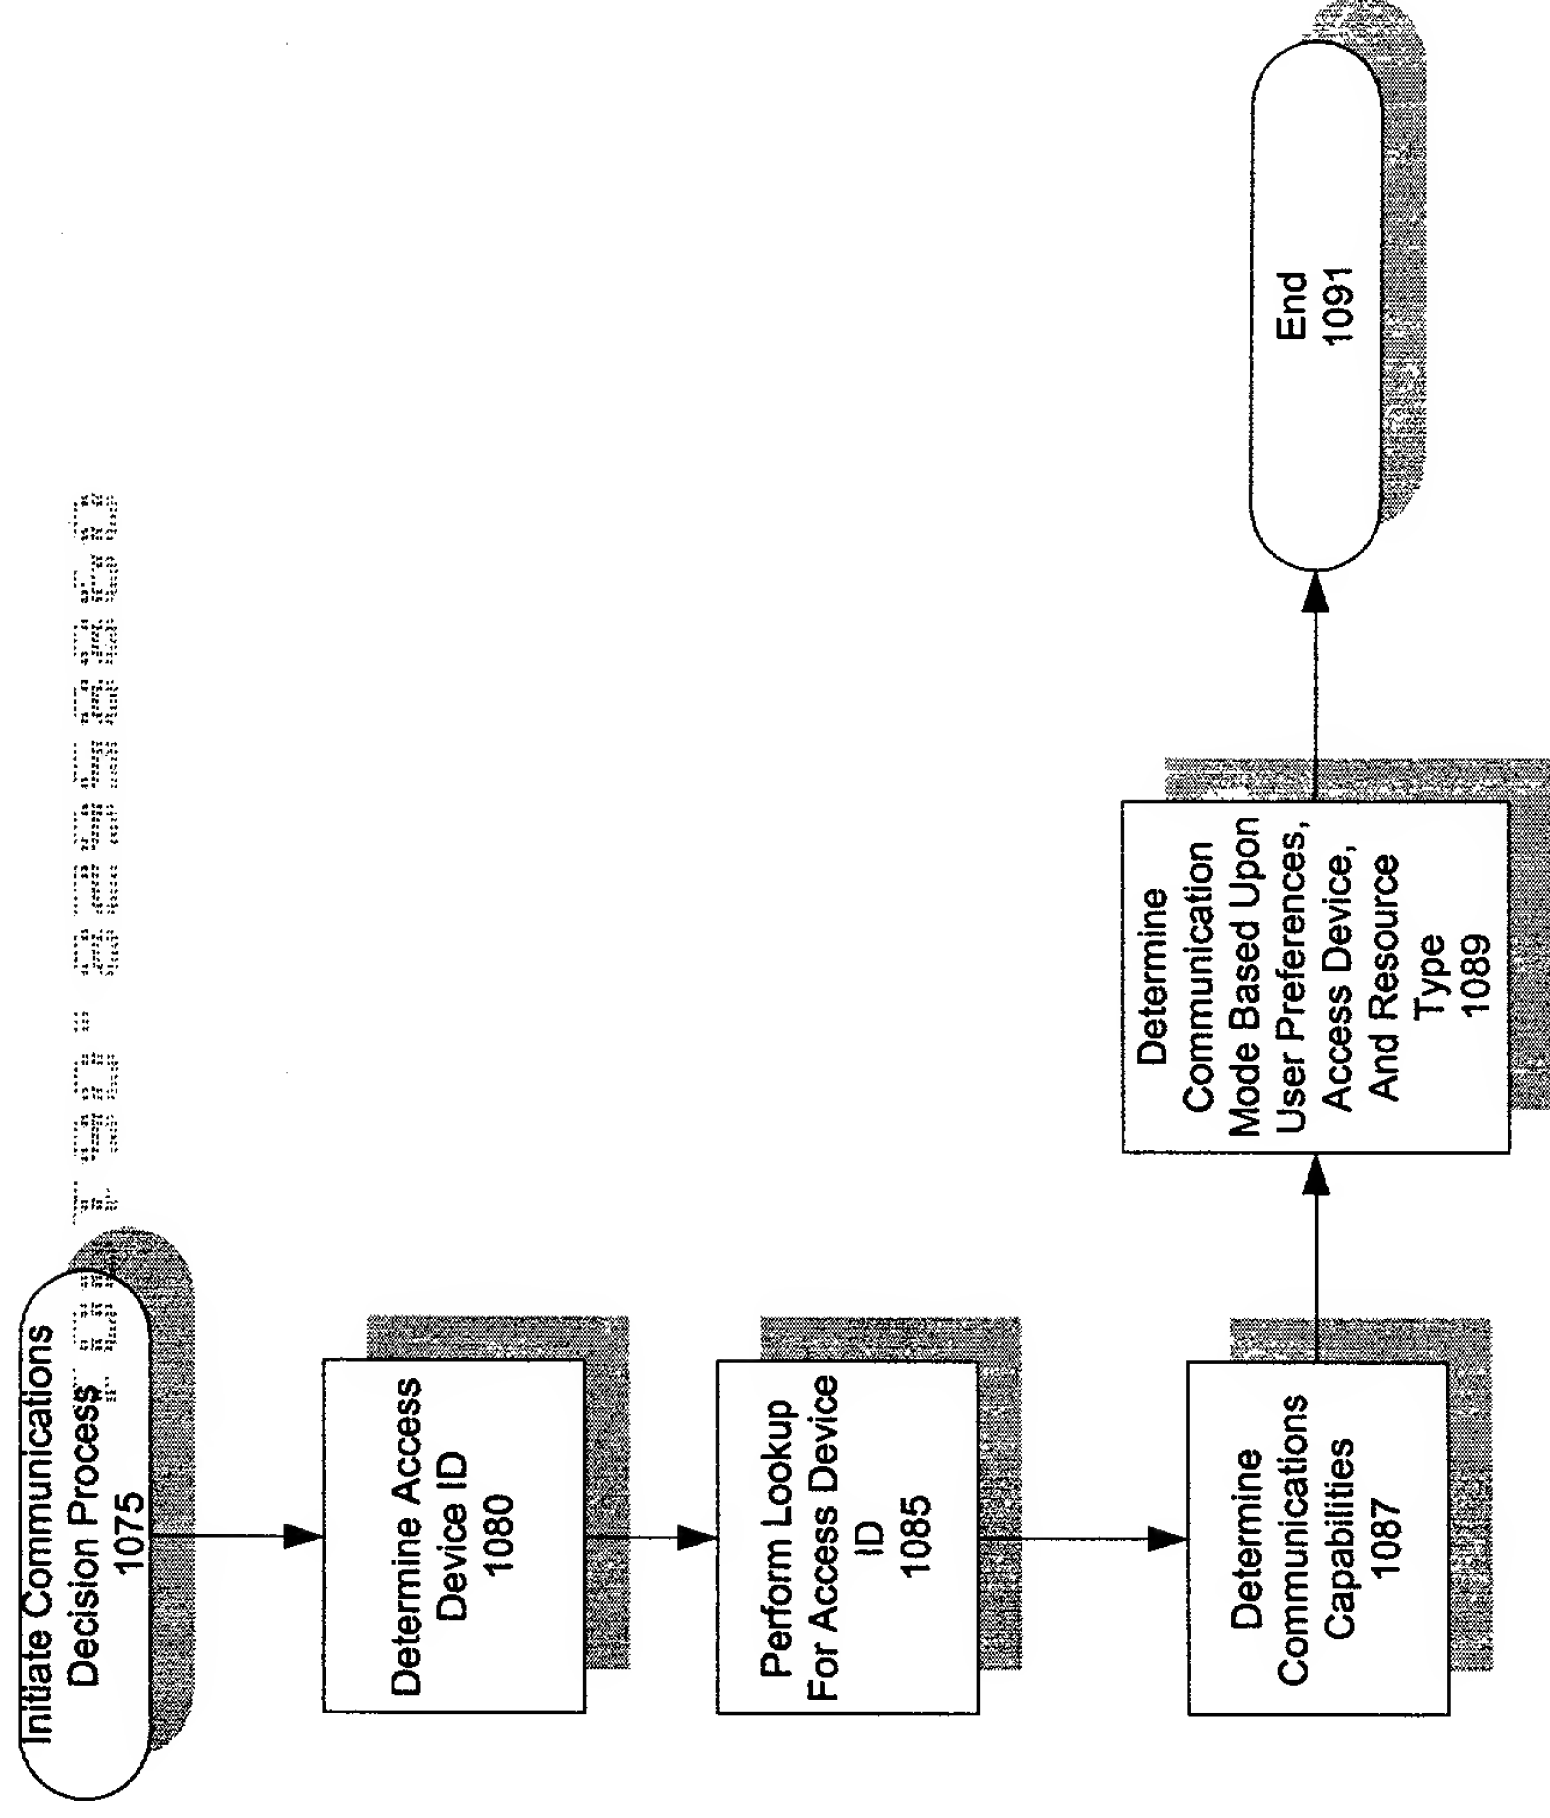 Initiate Communications
Decision Process
1075
Determine Access
Device ID
1080
Perform Lookup
For Access Device
ID
1085
Determine
Communications
Capabilities
1087
Determine
Communication
Mode Based Upon
User Preferences,
Access Device,
And Resource
Type
1089
End
1091